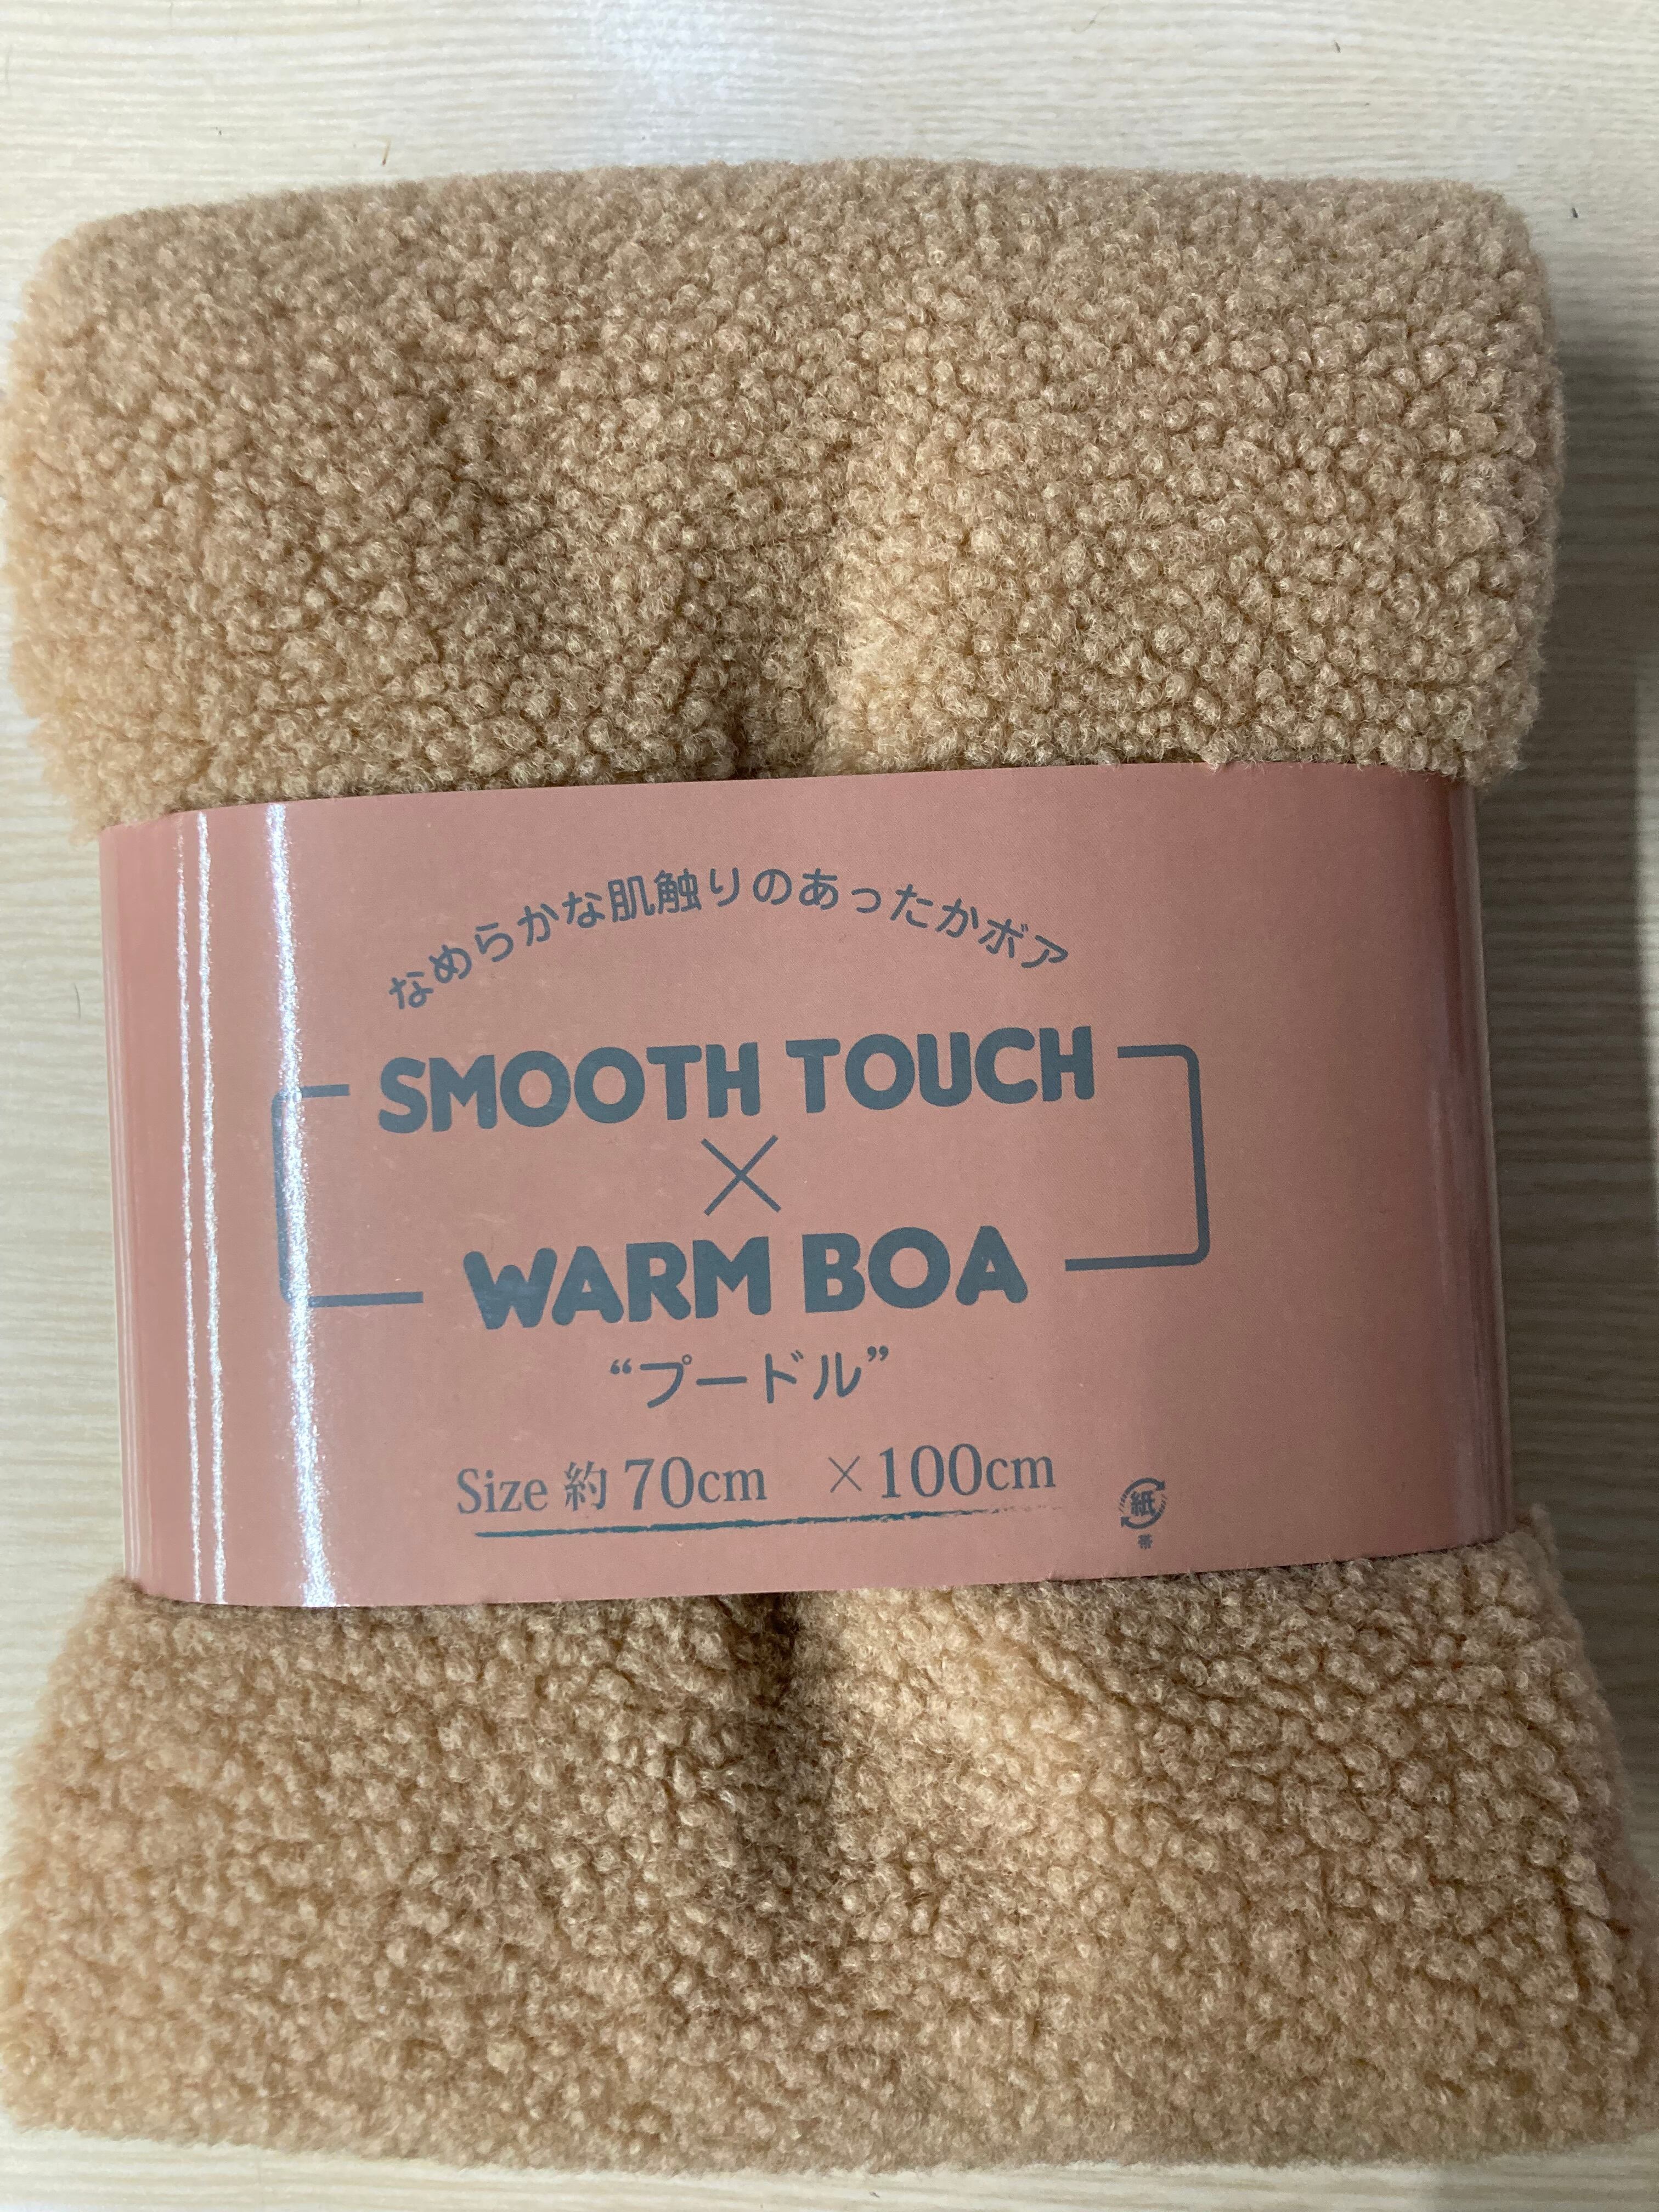 なめらかな肌触りのあったかボア
SMOOTH TOUCH
×
WARM BOA
“プードル”
Size 約 70cm ×100cm
紙
帯